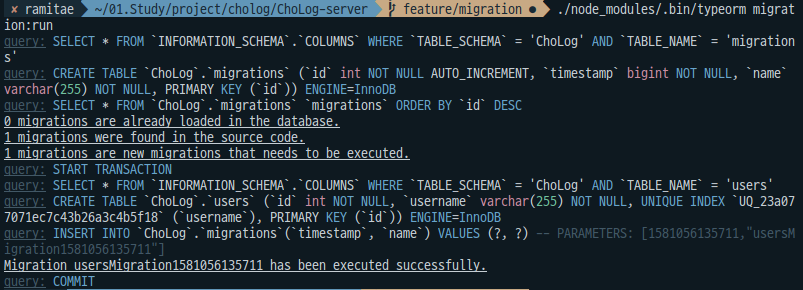 ✘ ramitae ~/01.Study/project/cholog/ChoLog-server feature/migration ● ./node_modules/.bin/typeorm migrat
ion:run
query: SELECT * FROM `INFORMATION_SCHEMA`.`COLUMNS` WHERE `TABLE_SCHEMA` = 'ChoLog' AND `TABLE_NAME` = 'migration
s'
query: CREATE TABLE `ChoLog`.`migrations` (`id` int NOT NULL AUTO_INCREMENT, `timestamp` bigint NOT NULL, `name`
varchar(255) NOT NULL, PRIMARY KEY (`id`)) ENGINE=InnoDB
query: SELECT * FROM `ChoLog`.`migrations` `migrations` ORDER BY `id` DESC
0 migrations are already loaded in the database.
1 migrations were found in the source code.
1 migrations are new migrations that needs to be executed.
query: START TRANSACTION
query: SELECT * FROM `INFORMATION_SCHEMA`.`COLUMNS` WHERE `TABLE_SCHEMA` = 'ChoLog' AND `TABLE_NAME` = 'users'
query: CREATE TABLE `ChoLog`.`users` (`id` int NOT NULL, `username` varchar(255) NOT NULL, UNIQUE INDEX `UQ_23a07
7071ec7c43b26a3c4b5f18` (`username`), PRIMARY KEY (`id`)) ENGINE=InnoDB
query: INSERT INTO `ChoLog`.`migrations`(`timestamp`, `name`) VALUES (?, ?) -- PARAMETERS: [1581056135711,"usersM
igration1581056135711"]
Migration usersMigration1581056135711 has been executed successfully.
query: COMMIT